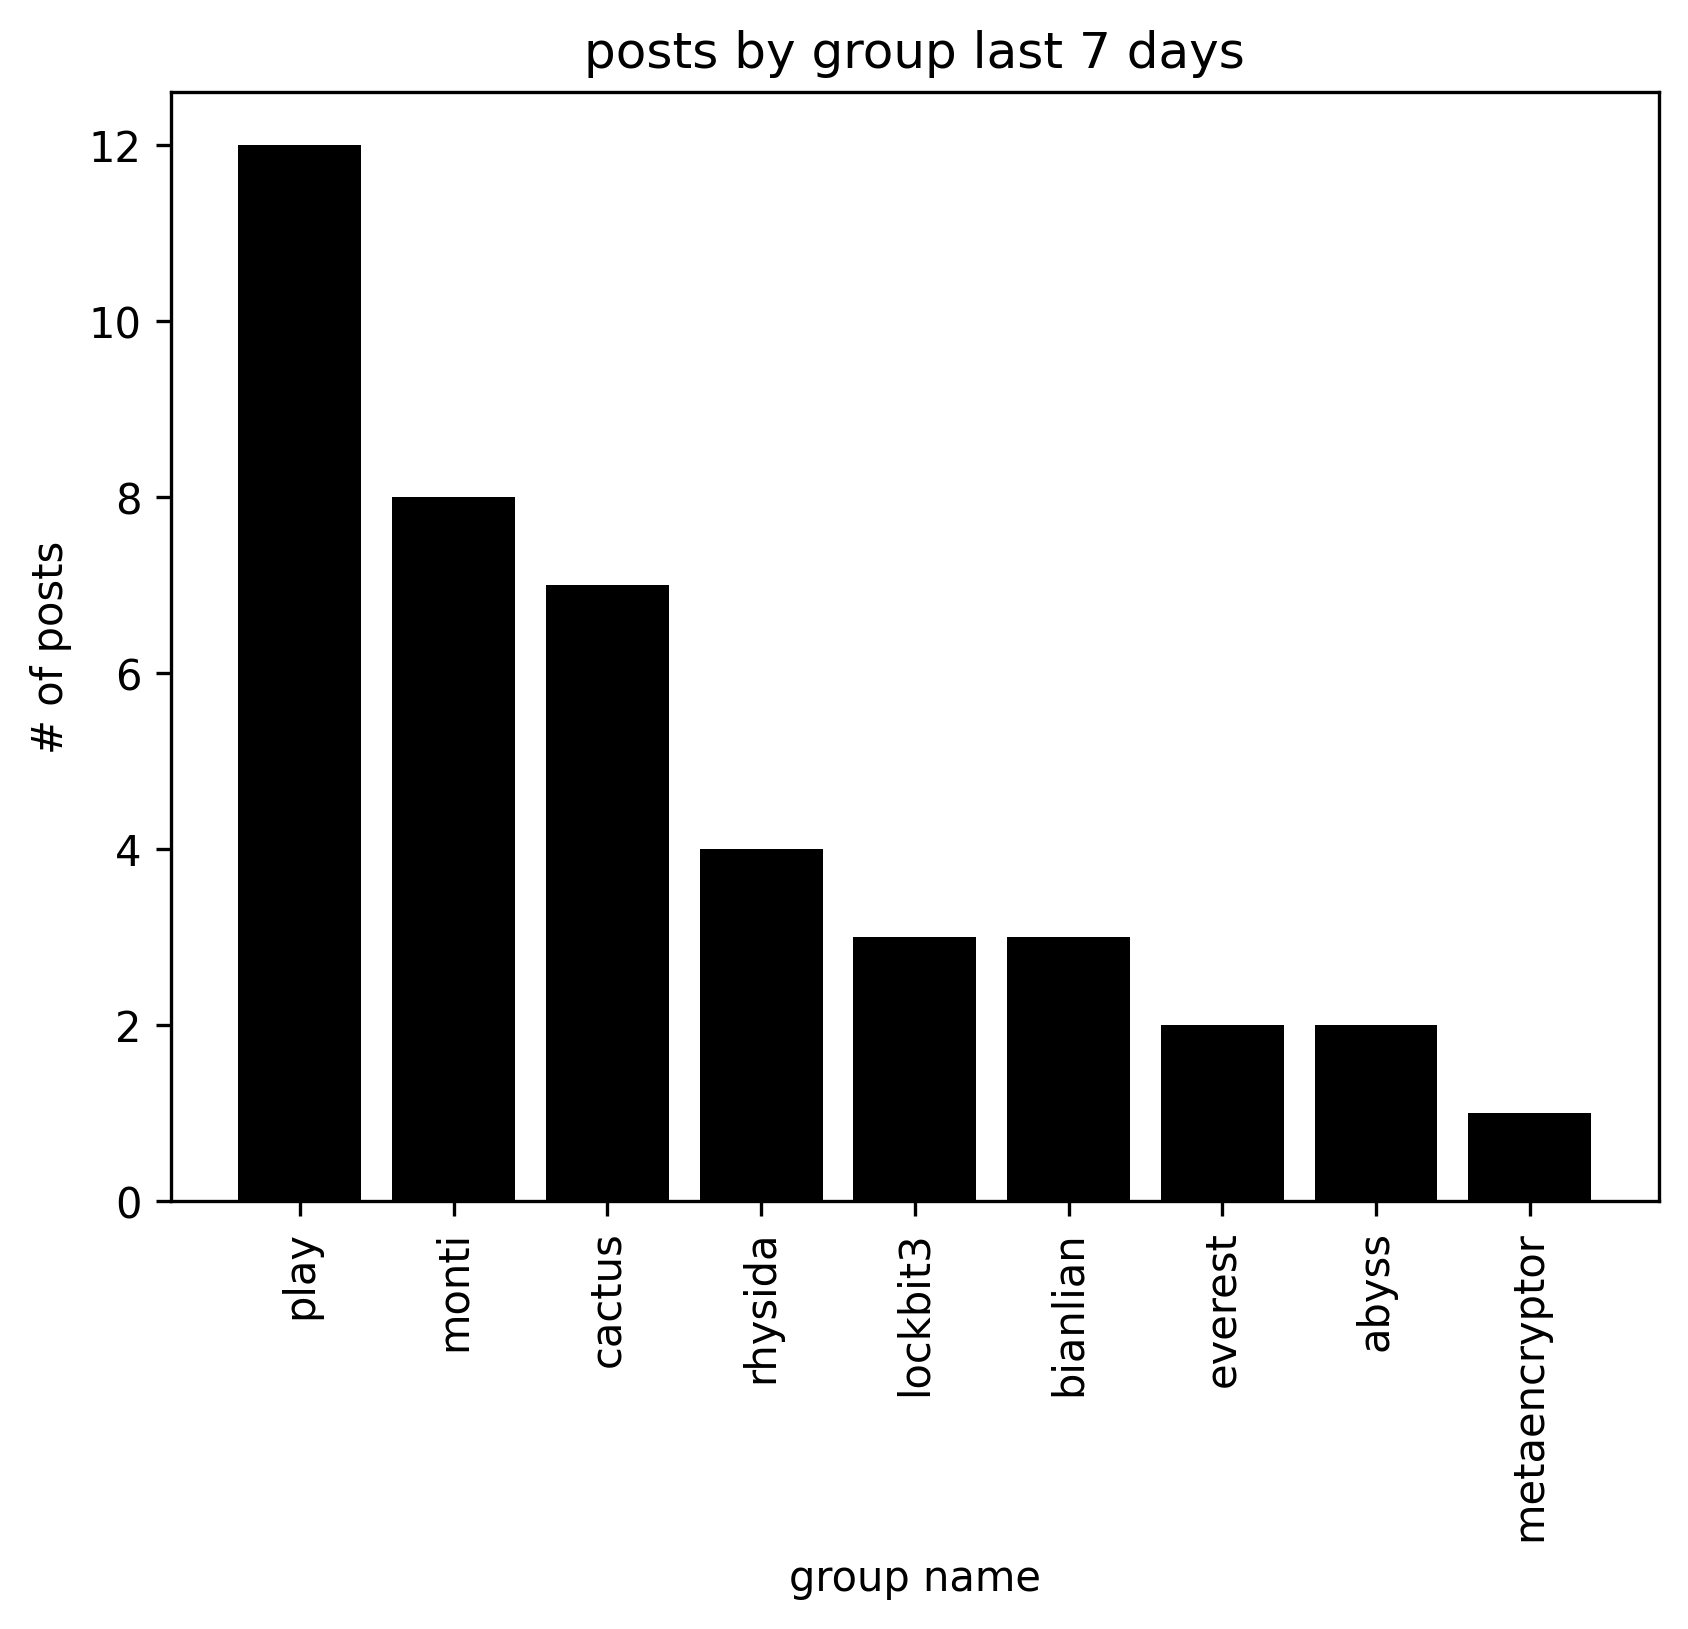 posts by group last 7 days
12
10
8
6
4
2
0
# of posts
play
monti
cactus
rhysida
lockbit3
bianlian
everest
abyss
metaencryptor
group name